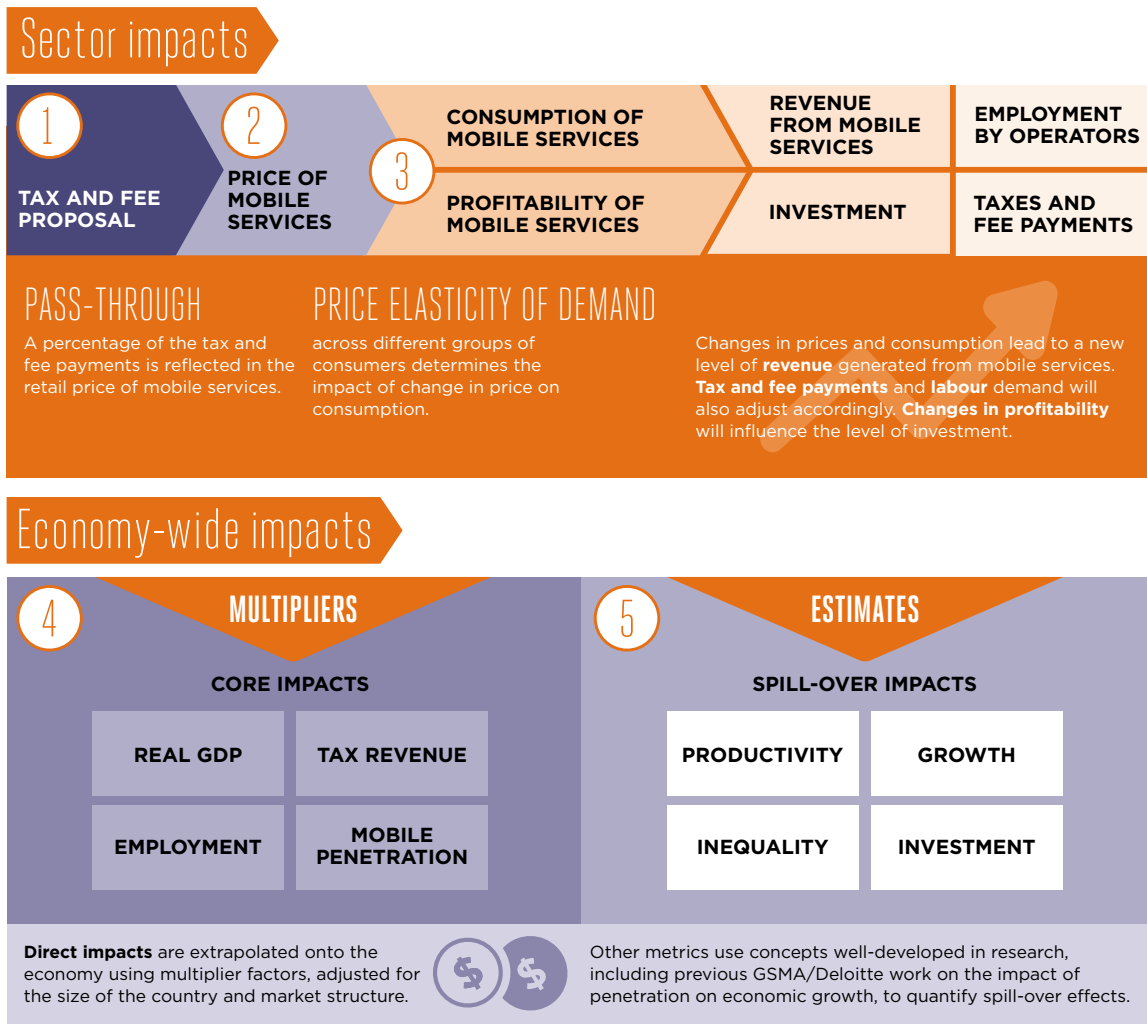 Sector impacts
1
TAX AND FEE
PROPOSAL
2
PRICE OF
MOBILE
SERVICES
3
CONSUMPTION OF
MOBILE SERVICES
PROFITABILITY OF
MOBILE SERVICES
REVENUE
FROM MOBILE
SERVICES
INVESTMENT
EMPLOYMENT
BY OPERATORS
TAXES AND
FEE PAYMENTS
PASS-THROUGH
A percentage of the tax and
fee payments is reflected in the
retail price of mobile services.
PRICE ELASTICITY OF DEMAND
across different groups of
consumers determines the
impact of change in price on
consumption.
Changes in prices and consumption lead to a new
level of revenue generated from mobile services.
Tax and fee payments and labour demand will
also adjust accordingly. Changes in profitability
will influence the level of investment.
Economy-wide impacts
4
MULTIPLIERS
CORE IMPACTS
REAL GDP
TAX REVENUE
EMPLOYMENT
MOBILE
PENETRATION
Direct impacts are extrapolated onto the
economy using multiplier factors, adjusted for
the size of the country and market structure.
$ $
5
ESTIMATES
SPILL-OVER IMPACTS
PRODUCTIVITY
GROWTH
INEQUALITY
INVESTMENT
Other metrics use concepts well-developed in research,
including previous GSMA/Deloitte work on the impact of
penetration on economic growth, to quantify spill-over effects.